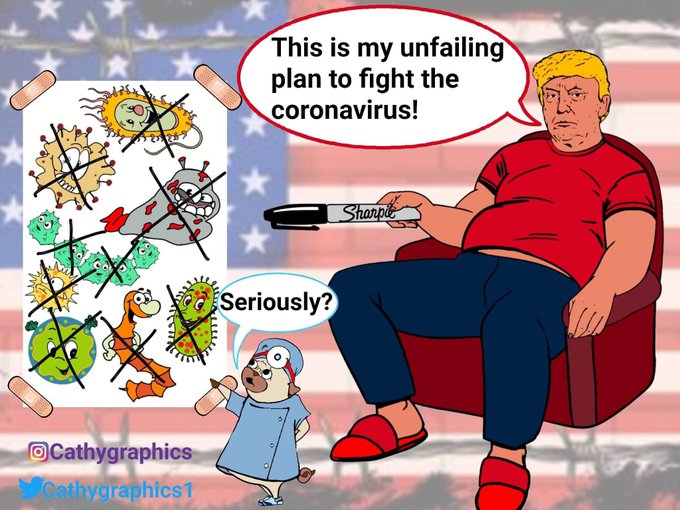 This is my unfailing
plan to fight the
coronavirus!
Sharpie
Seriously?
Cathygraphics
Cathygraphics1